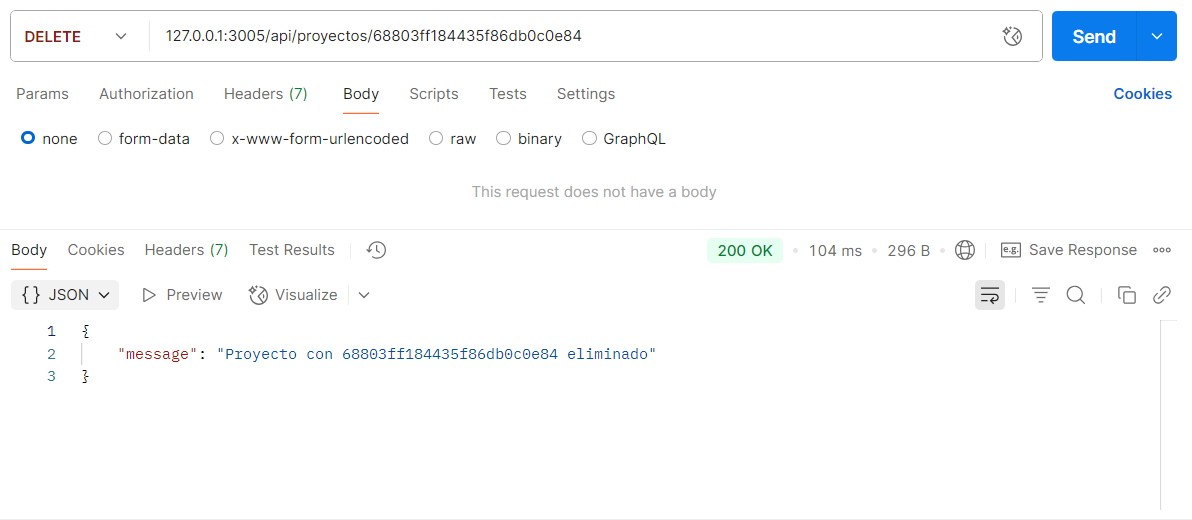 DELETE 127.0.0.1:3005/api/proyectos/68803ff184435f86db0c0e84 Send
Params Authorization Headers (7) Body Scripts Tests Settings Cookies
none form-data x-www-form-urlencoded raw binary GraphQL
This request does not have a body
Body Cookies Headers (7) Test Results 200 OK • 104 ms • 296 B • e.g. Save Response
{} JSON Preview Visualize
1 {
2 "message": "Proyecto con 68803ff184435f86db0c0e84 eliminado"
3 }